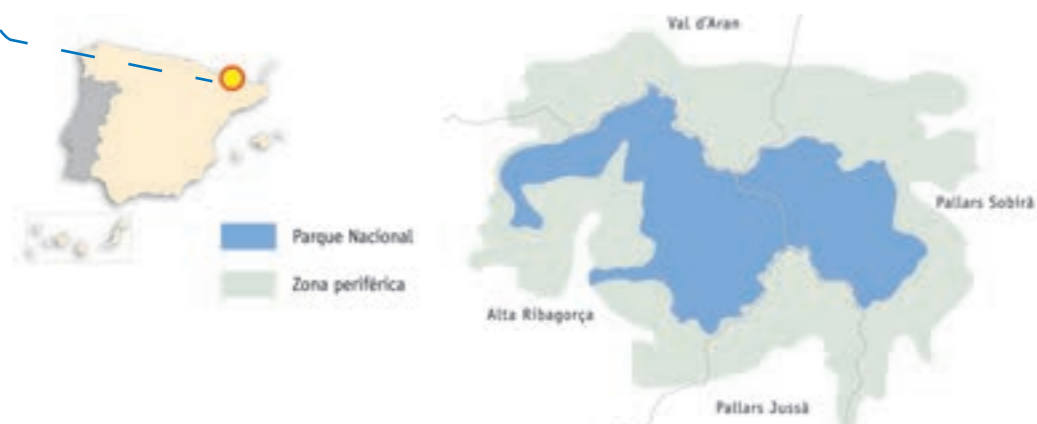 Val d'Aran
Pallars Sobirà
Parque Nacional
Zona periférica
Alta Ribagorça
Pallars Jussà